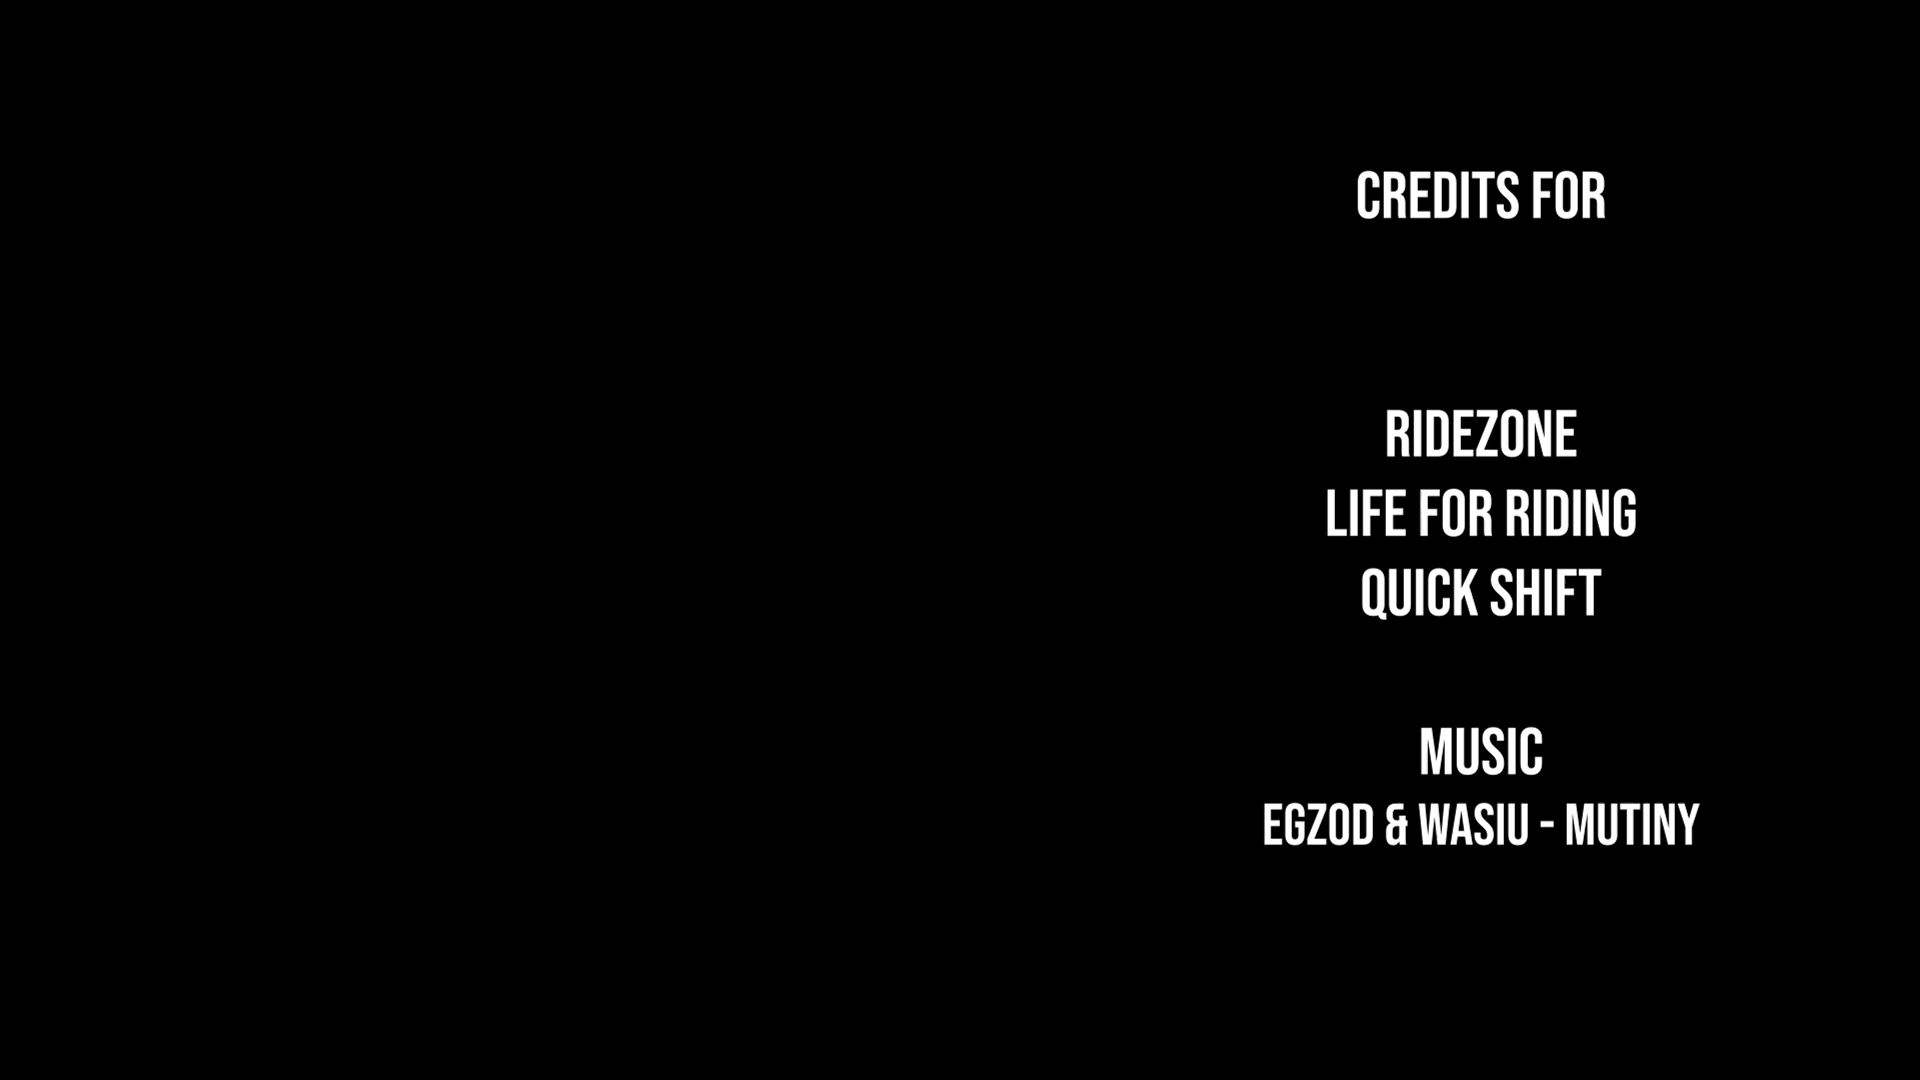 CREDITS FOR
RIDEZONE
LIFE FOR RIDING
QUICK SHIFT
MUSIC
EGZOD & WASIU - MUTINY